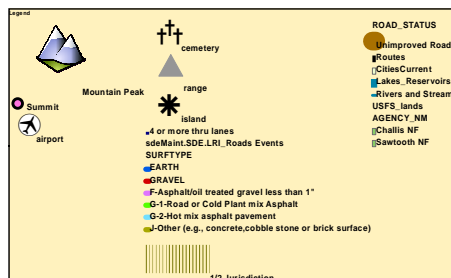 Legend
cemetery
Mountain Peak
range
Summit
island
airport
4 or more thru lanes
sdeMaint.SDE.LRI_Roads Events
SURFTYPE
EARTH
GRAVEL
F-Asphalt/oil treated gravel less than 1"
G-1-Road or Cold Plant mix Asphalt
G-2-Hot mix asphalt pavement
J-Other (e.g., concrete,cobble stone or brick surface)
1/2 Jurisdiction
ROAD_STATUS
Unimproved Road
Routes
CitiesCurrent
Lakes_Reservoirs
Rivers and Stream
USFS_lands
AGENCY_NM
Challis NF
Sawtooth NF